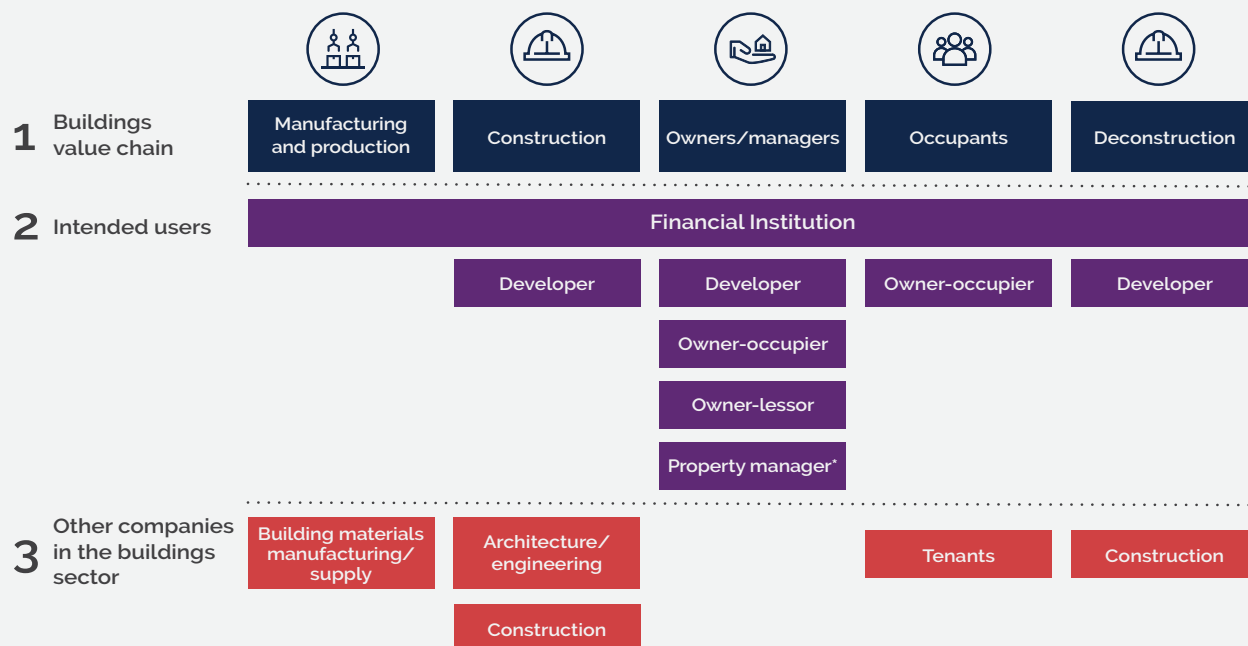 1 Buildings
value chain
Manufacturing
and production
Construction
Owners/managers
Occupants
Deconstruction
2 Intended users
Financial Institution
Developer
Developer
Owner-occupier
Developer
Owner-occupier
Owner-lessor
Property manager*
3 Other companies
in the buildings
sector
Building materials
manufacturing/
supply
Architecture/
engineering
Tenants
Construction
Construction